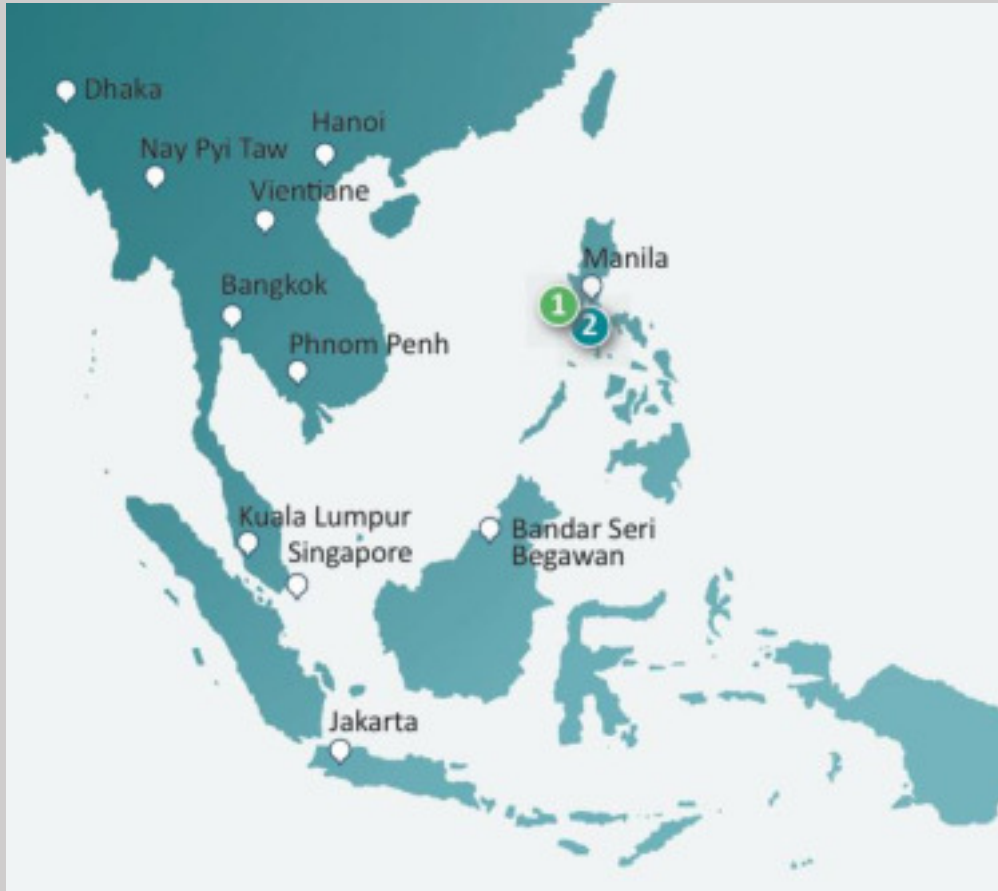 Dhaka
Hanoi
Nay Pyi Taw
Vientiane
Manila
Bangkok
1
2
Phnom Penh
Kuala Lumpur
Singapore
Bandar Seri
Begawan
Jakarta